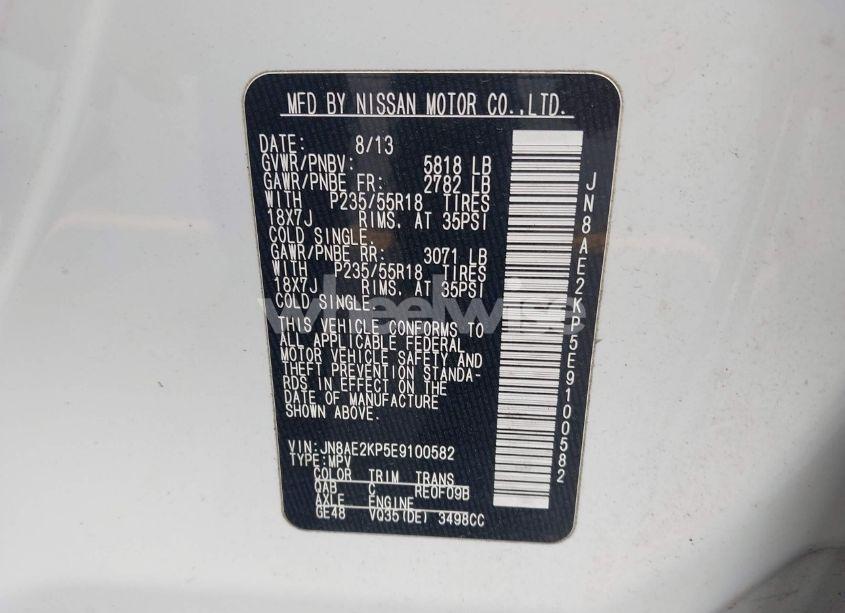 MFD BY NISSAN MOTOR CO.,LTD.
DATE: 8/13
GVWR/PNBV: 5818 LB
GAWR/PNBE FR: 2782 LB
WITH P235/55R18 TIRES
18X7J RIMS, AT 35PSI
COLD SINGLE.
GAWR/PNBE RR: 3071 LB
WITH P235/55R18 TIRES
18X7J RIMS, AT 35PSI
COLD SINGLE.
THIS VEHICLE CONFORMS TO
ALL APPLICABLE FEDERAL
MOTOR VEHICLE SAFETY AND
THEFT PREVENTION STANDA-
RDS IN EFFECT ON THE
DATE OF MANUFACTURE
SHOWN ABOVE.
VIN:JN8AE2KP5E9100582
TYPE:MPV
COLOR TRIM TRANS
QAB C RE0F09B
AXLE ENGINE
GE48 VQ35(DE) 3498CC
JN8AE2KP5E9100582
wheelwise